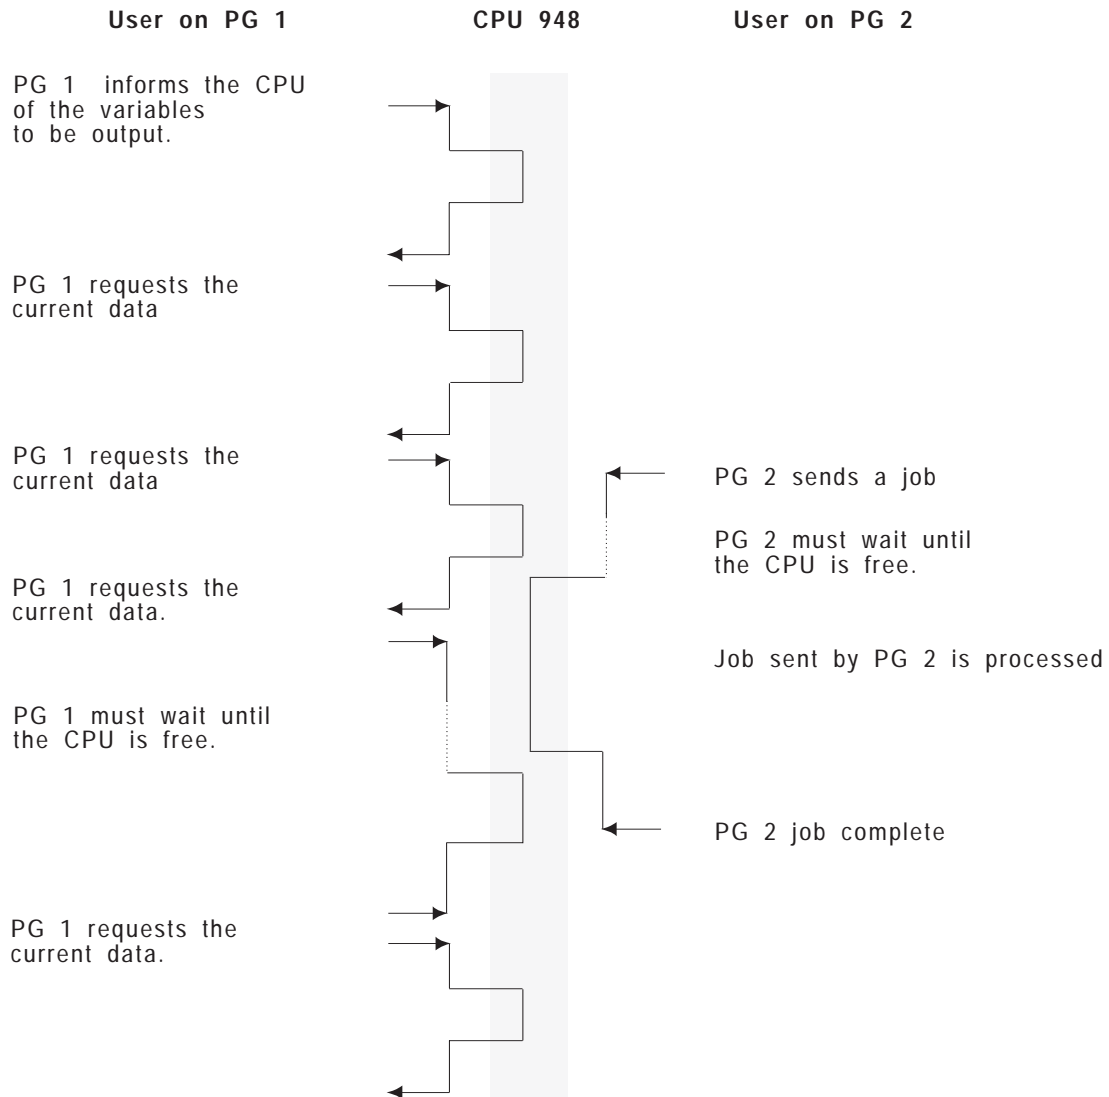 User on PG 1 CPU 948 User on PG 2
PG 1 informs the CPU
of the variables
to be output.
PG 1 requests the
current data
PG 1 requests the
current data
PG 2 sends a job
PG 2 must wait until
the CPU is free.
PG 1 requests the
current data.
Job sent by PG 2 is processed
PG 1 must wait until
the CPU is free.
PG 2 job complete
PG 1 requests the
current data.